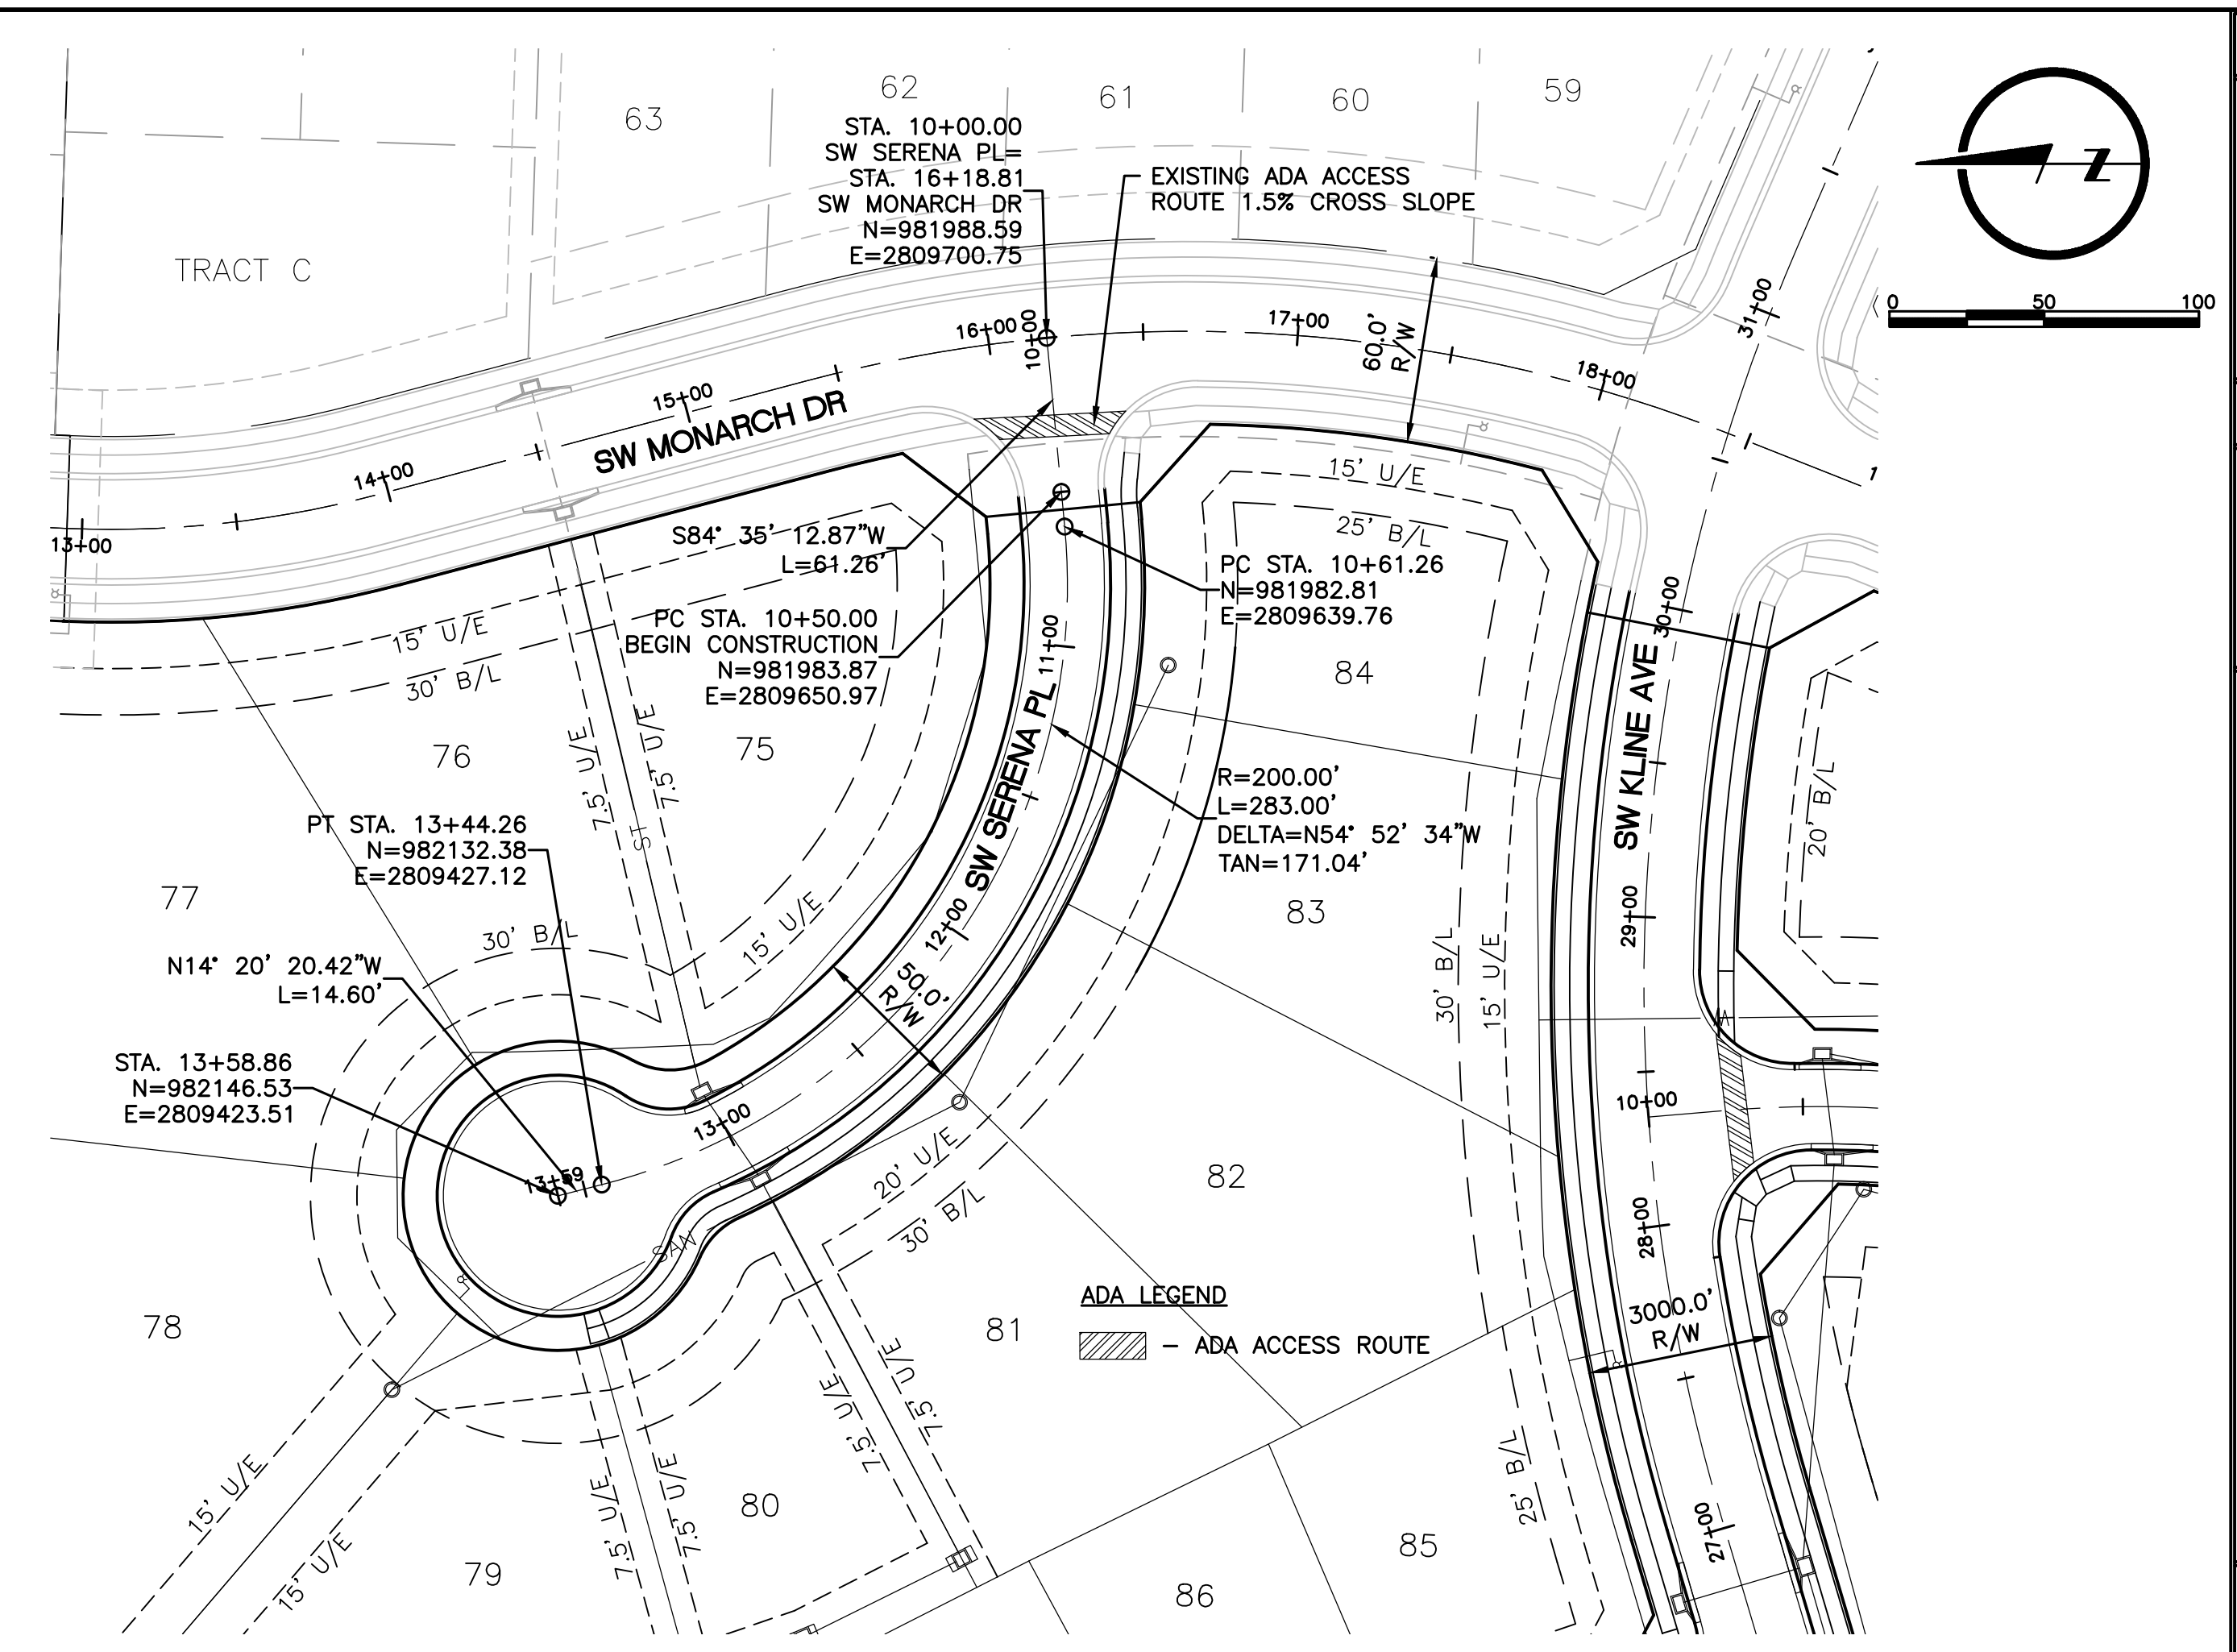 62
61
60
59
63
STA. 10+00.00
SW SERENA PL=
STA. 16+18.81
SW MONARCH DR
N=981988.59
E=2809700.75
EXISTING ADA ACCESS
ROUTE 1.5% CROSS SLOPE
Z
0 50 100
TRACT C
31+00
16+00
10+00
17+00
60.0'
R/W
18+00
15+00
SW MONARCH DR
14+00
13+00
1
15' U/E
25' B/L
S84° 35' 12.87"W
L=61.26'
PC STA. 10+61.26
N=981982.81
E=2809639.76
PC STA. 10+50.00
BEGIN CONSTRUCTION
N=981983.87
E=2809650.97
15' U/E
30' B/L
11+00
30+00
84
76
7.5' U/E
7.5' U/E
75
ST
SW SERENA PL
SW KLINE AVE
20' B/L
R=200.00'
L=283.00'
DELTA=N54° 52' 34"W
TAN=171.04'
PT STA. 13+44.26
N=982132.38
E=2809427.12
77
83
30' B/L
15' U/E
12+00
29+00
30' B/L
15' U/E
N14° 20' 20.42"W
L=14.60'
50.0'
R/W
STA. 13+58.86
N=982146.53
E=2809423.51
13+00
10+00
13+59
20' U/E
30' B/L
82
SAN
28+00
78
81
ADA LEGEND
– ADA ACCESS ROUTE
3000.0'
R/W
7.5' U/E
7.5' U/E
15' U/E
15' U/E
7.5' U/E
7.5' U/E
80
79
25' B/L
27+00
85
86